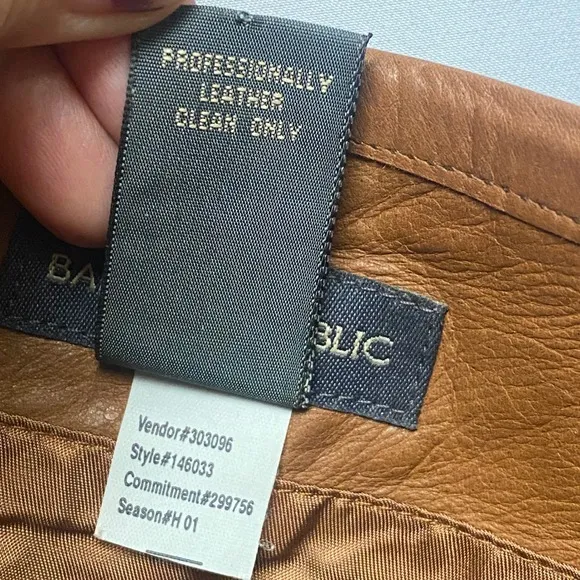 PROFESSIONALLY
LEATHER
CLEAN ONLY
BA BLIC
Vendor#303096
Style#146033
Commitment#299756
Season#H 01